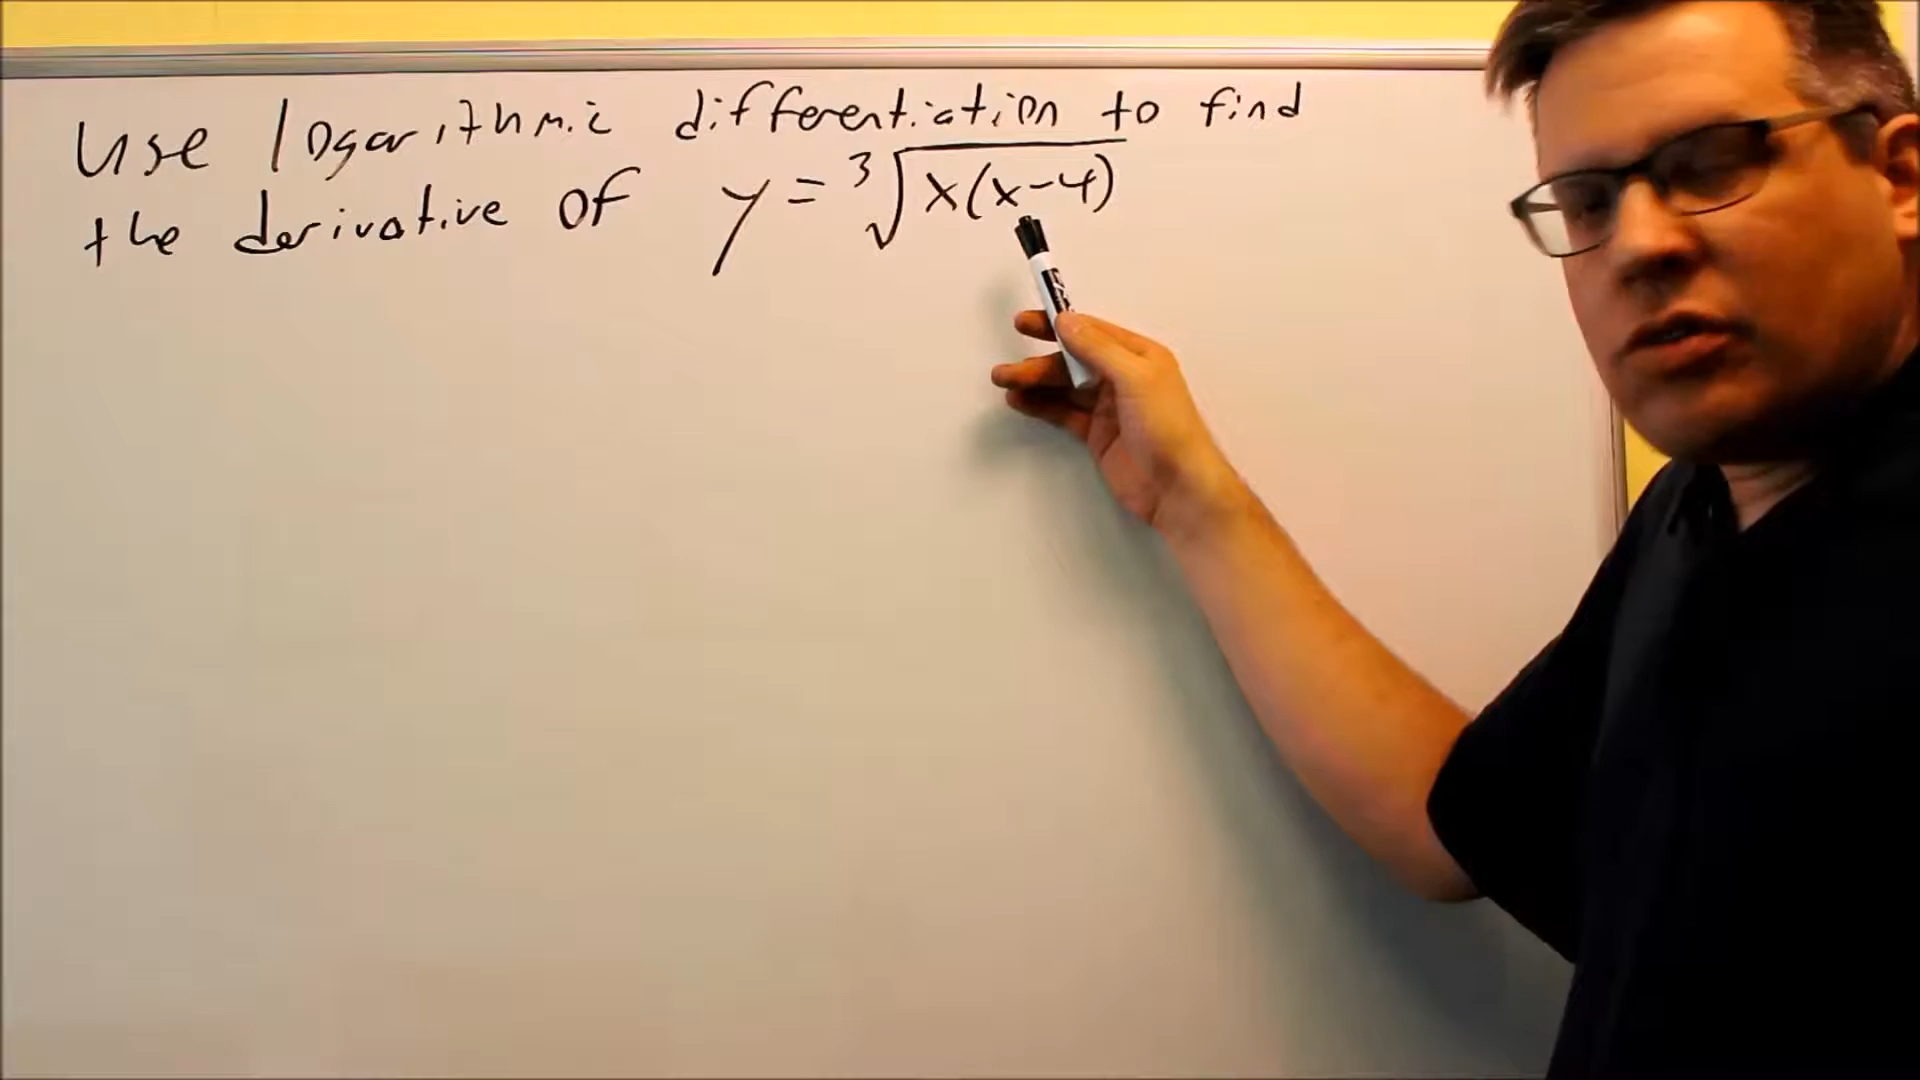 Use logarithmic differentiation to find
the derivative of y = ∛x(x-4)